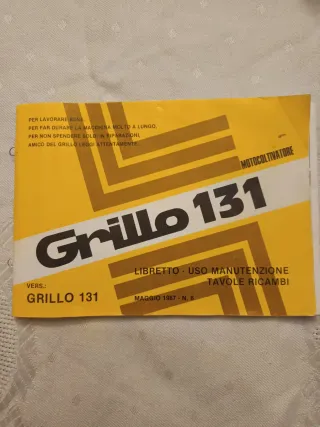 PER LAVORARE BENE,
PER FAR DURARE LA MACCHINA MOLTO A LUNGO,
PER NON SPENDERE SOLDI IN RIPARAZIONI,
AMICO DEL GRILLO LEGGI ATTENTAMENTE.
MOTOCOLTIVATORE
Grillo 131
LIBRETTO - USO MANUTENZIONE
TAVOLE RICAMBI
VERS.:
GRILLO 131
MAGGIO 1987 - N. 6